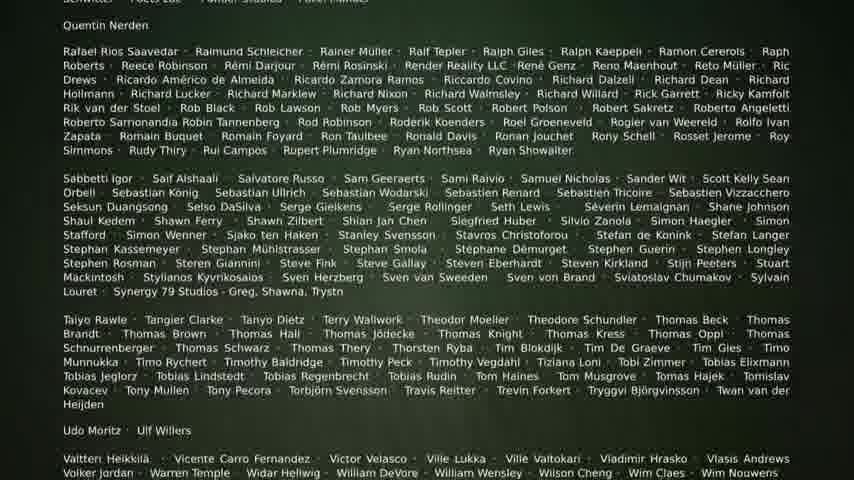 Quentin Nerden
Rafael Rios Saavedar · Raimund Schleicher · Rainer Müller · Ralf Tepler · Ralph Giles · Ralph Kaeppeli · Ramon Cererols · Raph
Roberts · Reece Robinson · Rémi Darjour · Rémi Rosinski · Render Reality LLC · René Genz · Reno Maenhout · Reto Müller · Ric
Drews · Ricardo Américo de Almeida · Ricardo Zamora Ramos · Riccardo Covino · Richard Dalzell · Richard Dean · Richard
Hollmann · Richard Lucker · Richard Marklew · Richard Nixon · Richard Walmsley · Richard Willard · Rick Garrett · Ricky Kamfolt
Rik van der Stoel · Rob Black · Rob Lawson · Rob Myers · Rob Scott · Robert Polson · Robert Sakretz · Roberta Angeletti
Roberto Sarrionandia Robin Tannenberg · Rod Robinson · Roderik Koenders · Roel Groeneveld · Rogier van Weereld · Rolfo Ivan
Zapata · Romain Buquet · Romain Foyard · Ron Taulbee · Ronald Davis · Ronan Jouchet · Rony Schell · Rosset Jerome · Roy
Simmons · Rudy Thiry · Rui Campos · Rupert Plumridge · Ryan Northsea · Ryan Showalter
Sabbetti Igor · Saif Alshaali · Salvatore Russo · Sam Geeraerts · Sami Raivio · Samuel Nicholas · Sander Wit · Scott Kelly Sean
Orbell · Sebastian König · Sebastian Ullrich · Sebastian Wodarski · Sebastien Renard · Sebastien Tricoire · Sebastien Vizzacchero
Seksun Duangsong · Selso DaSilva · Serge Gielkens · Serge Rollinger · Seth Lewis · Séverin Lemaignan · Shane Johnson
Shaul Kedem · Shawn Ferry · Shawn Zilbert · Shian Jan Chen · Siegfried Huber · Silvio Zanola · Simon Haegler · Simon
Stafford · Simon Wenner · Sjako ten Haken · Stanley Svensson · Stavros Christoforou · Stefan de Konink · Stefan Langer
Stephan Kassemeyer · Stephan Mühlstrasser · Stephan Smola · Stéphane Démurget · Stephen Guerin · Stephen Longley
Stephen Rosman · Steren Giannini · Steve Fink · Steve Gallay · Steven Eberhardt · Steven Kirkland · Stijn Peeters · Stuart
Mackintosh · Stylianos Kyvrikosaios · Sven Herzberg · Sven van Sweeden · Sven von Brand · Sviatoslav Chumakov · Sylvain
Louret · Synergy 79 Studios - Greg, Shawna, Trystn
Taiyo Rawle · Tangier Clarke · Tanyo Dietz · Terry Wallwork · Theodor Moeller · Theodore Schundler · Thomas Beck · Thomas
Brandt · Thomas Brown · Thomas Hall · Thomas Jödecke · Thomas Knight · Thomas Kress · Thomas Oppl · Thomas
Schnurrenberger · Thomas Schwarz · Thomas Thery · Thorsten Ryba · Tim Blokdijk · Tim De Graeve · Tim Gies · Timo
Munnukka · Timo Rychert · Timothy Baldridge · Timothy Peck · Timothy Vegdahl · Tiziana Loni · Tobi Zimmer · Tobias Elixmann
Tobias Jeglorz · Tobias Lindstedt · Tobias Regenbrecht · Tobias Rudin · Tom Haines · Tom Musgrove · Tomas Hajek · Tomislav
Kovacev · Tony Mullen · Tony Pecora · Torbjörn Svensson · Travis Reitter · Trevin Forkert · Tryggvi Björgvinsson · Twan van der
Heijden
Udo Moritz · Ulf Willers
Valtteri Heikkilä · Vicente Carro Fernandez · Victor Velasco · Ville Lukka · Ville Valtokari · Vladimir Hrasko · Vlasis Andrews
Volker Jordan · Warren Temple · Widar Hellwig · William DeVore · William Wensley · Wilson Cheng · Wim Claes · Wim Nouwens